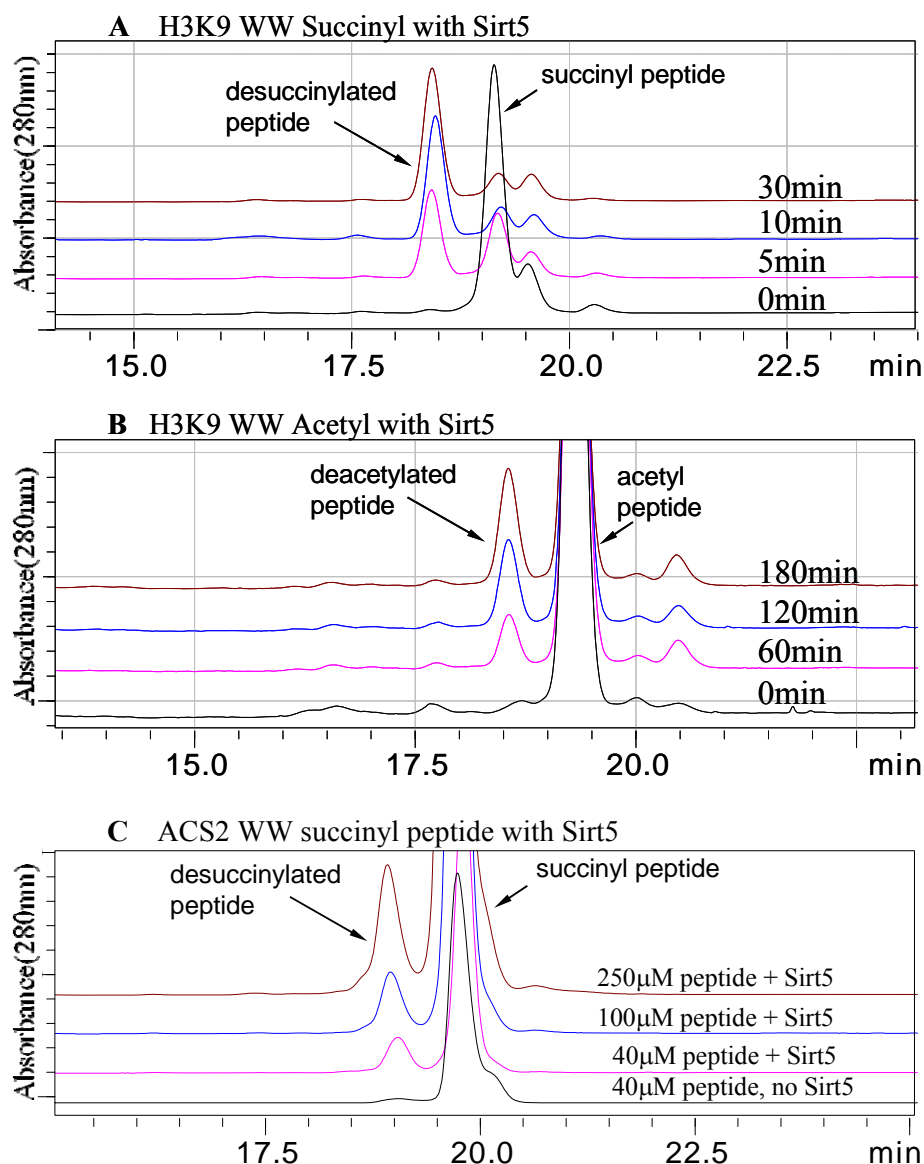 A H3K9 WW Succinyl with Sirt5
succinyl peptide
desuccinylated
peptide
Absorbance(280nm)
30min
10min
5min
0min
15.0 17.5 20.0 22.5 min
B H3K9 WW Acetyl with Sirt5
deacetylated
peptide
acetyl
peptide
Absorbance(280nm)
180min
120min
60min
0min
15.0 17.5 20.0 min
C ACS2 WW succinyl peptide with Sirt5
desuccinylated
peptide
succinyl peptide
Absorbance(280nm)
250μM peptide + Sirt5
100μM peptide + Sirt5
40μM peptide + Sirt5
40μM peptide, no Sirt5
17.5 20.0 22.5 min